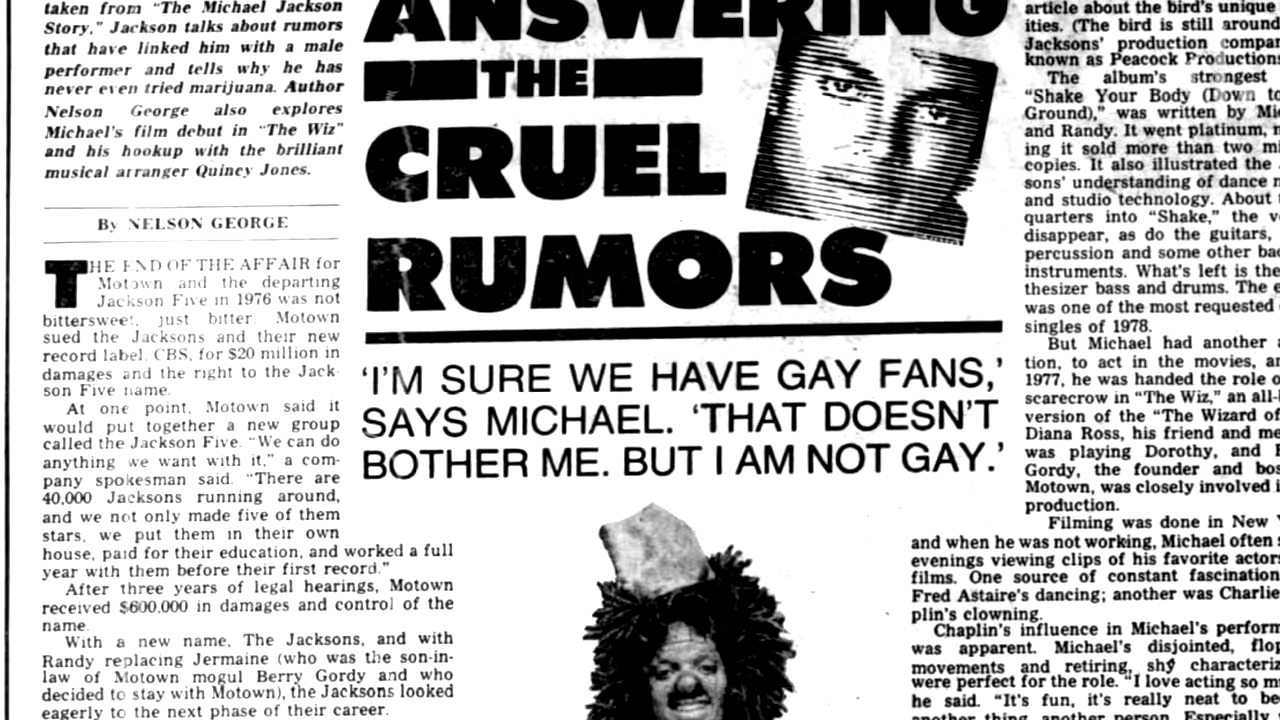 taken from "The Michael Jackson
Story," Jackson talks about rumors
that have linked him with a male
performer and tells why he has
never even tried marijuana. Author
Nelson George also explores
Michael's film debut in "The Wiz"
and his hookup with the brilliant
musical arranger Quincy Jones.
By NELSON GEORGE
THE END OF THE AFFAIR for
Motown and the departing
Jackson Five in 1976 was not
bittersweet, just bitter. Motown
sued the Jacksons and their new
record label, CBS, for $20 million in
damages and the right to the Jack-
son Five name.
At one point, Motown said it
would put together a new group
called the Jackson Five. "We can do
anything we want with it," a com-
pany spokesman said. "There are
40,000 Jacksons running around,
and we not only made five of them
stars, we put them in their own
house, paid for their education, and worked a full
year with them before their first record."
After three years of legal hearings, Motown
received $600,000 in damages and control of the
name.
With a new name, The Jacksons, and with
Randy replacing Jermaine (who was the son-in-
law of Motown mogul Berry Gordy and who
decided to stay with Motown), the Jacksons looked
eagerly to the next phase of their career.
ANSWERING
THE
CRUEL
RUMORS
'I'M SURE WE HAVE GAY FANS,'
SAYS MICHAEL. 'THAT DOESN'T
BOTHER ME. BUT I AM NOT GAY.'
article about the bird's unique
ities. (The bird is still around
Jacksons' production compan
known as Peacock Productions
The album's strongest
"Shake Your Body (Down to
Ground)," was written by Mic
and Randy. It went platinum,
ing it sold more than two mi
copies. It also illustrated the
sons' understanding of dance
and studio technology. About
quarters into "Shake," the
disappear, as do the guitars,
percussion and some other bac
instruments. What's left is the
thesizer bass and drums. The
was one of the most requested
singles of 1978.
But Michael had another
tion, to act in the movies,
1977, he was handed the role o
scarecrow in "The Wiz," an all-
version of the "The Wizard of
Diana Ross, his friend and me
was playing Dorothy, and
Gordy, the founder and bos
Motown, was closely involved i
production.
Filming was done in New
and when he was not working, Michael often
evenings viewing clips of his favorite actors
films. One source of constant fascination
Fred Astaire's dancing; another was Charlie
plin's clowning.
Chaplin's influence in Michael's perform
was apparent. Michael's disjointed, flop
movements and retiring, shy characteriz
were perfect for the role. "I love acting so m
he said. "It's fun, it's really neat to be
another thing, another person. Especially